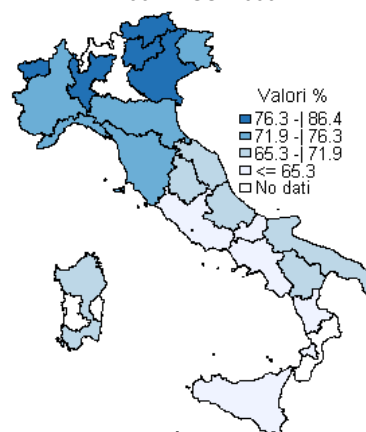 Valori %
76.3 -| 86.4
71.9 -| 76.3
65.3 -| 71.9
<= 65.3
No dati